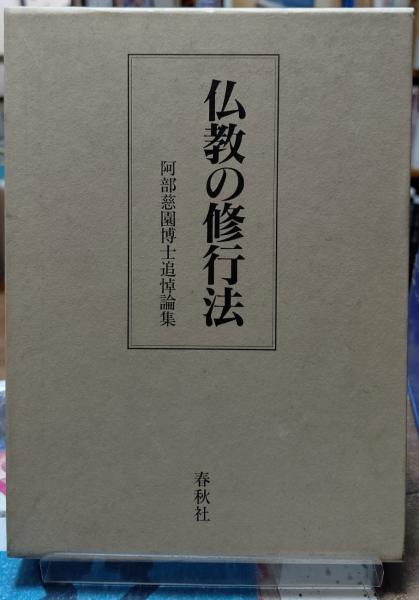 仏教の修行法
阿部慈園博士追悼論集
春秋社